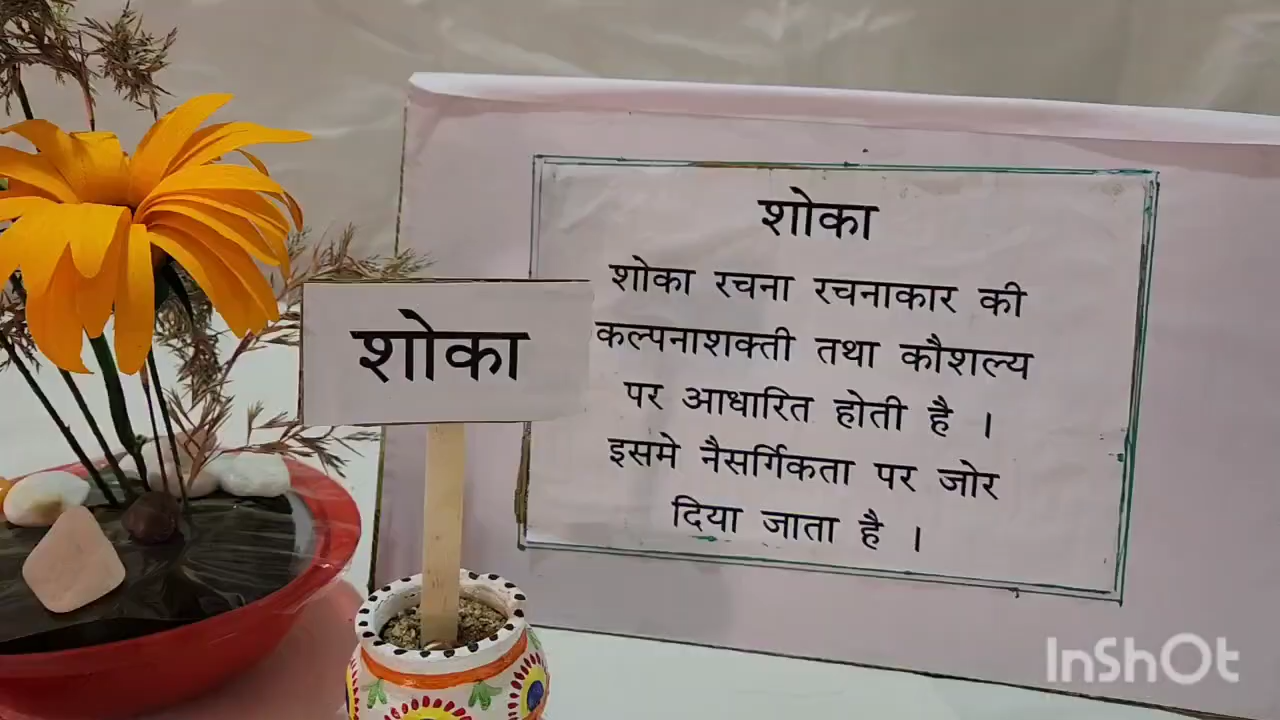 शोका
शोका
शोका रचना रचनाकार की
कल्पनाशक्ती तथा कौशल्य
पर आधारित होती है ।
इसमे नैसर्गिकता पर जोर
दिया जाता है ।
InShOt